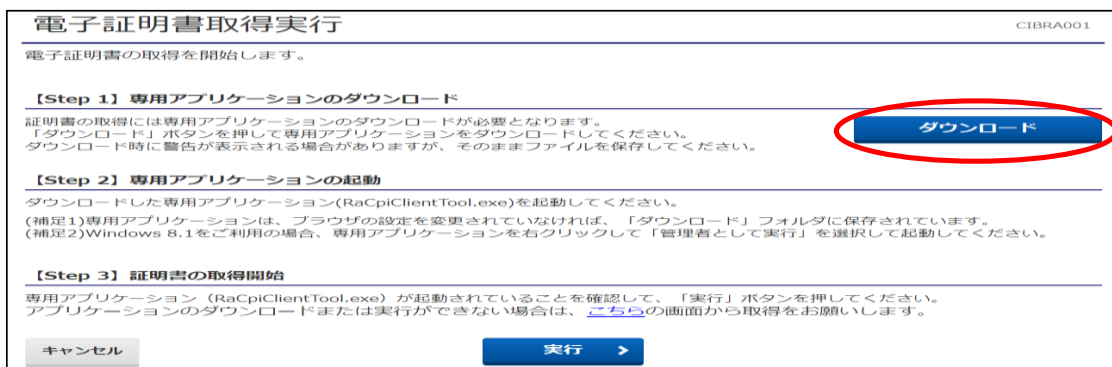 電子証明書取得実行
CIBRA001
電子証明書の取得を開始します。
【Step 1】専用アプリケーションのダウンロード
証明書の取得には専用アプリケーションのダウンロードが必要となります。
「ダウンロード」ボタンを押して専用アプリケーションをダウンロードしてください。
ダウンロード時に警告が表示される場合がありますが、そのままファイルを保存してください。
ダウンロード
【Step 2】専用アプリケーションの起動
ダウンロードした専用アプリケーション(RaCpiClientTool.exe)を起動してください。
(補足1)専用アプリケーションは、ブラウザの設定を変更されていなければ、「ダウンロード」フォルダに保存されています。
(補足2)Windows 8.1をご利用の場合、専用アプリケーションを右クリックして「管理者として実行」を選択して起動してください。
【Step 3】証明書の取得開始
専用アプリケーション（RaCpiClientTool.exe）が起動されていることを確認して、「実行」ボタンを押してください。
アプリケーションのダウンロードまたは実行ができない場合は、こちらの画面から取得をお願いします。
キャンセル
実行